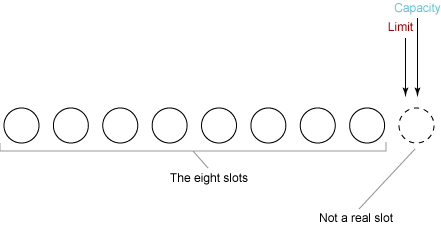 Capacity
Limit
The eight slots
Not a real slot